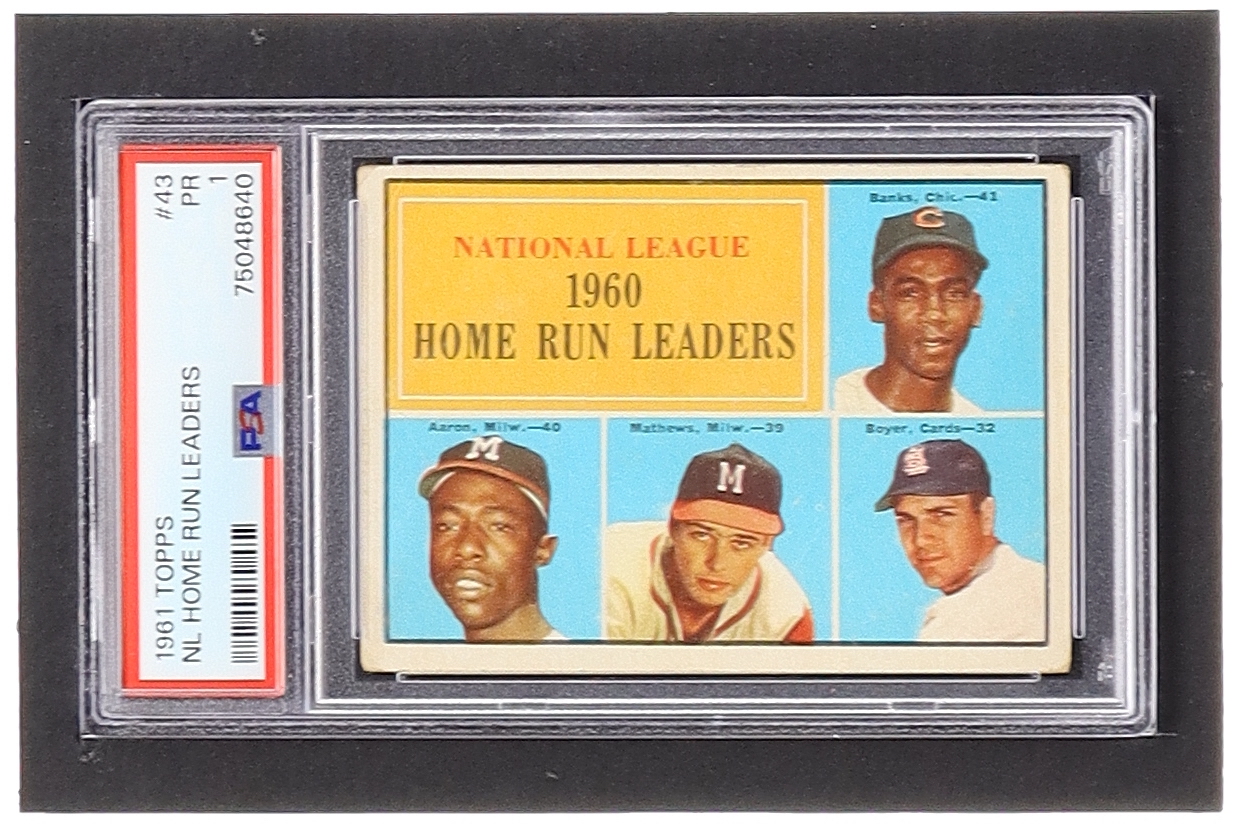 1961 TOPPS #43
NL HOME RUN LEADERS PR
1
PSA 75048640
NATIONAL LEAGUE
1960
HOME RUN LEADERS
Banks, Chic.—41
C
Aaron, Milw.—40
M
Mathews, Milw.—39
M
Boyer, Cards—32
STL